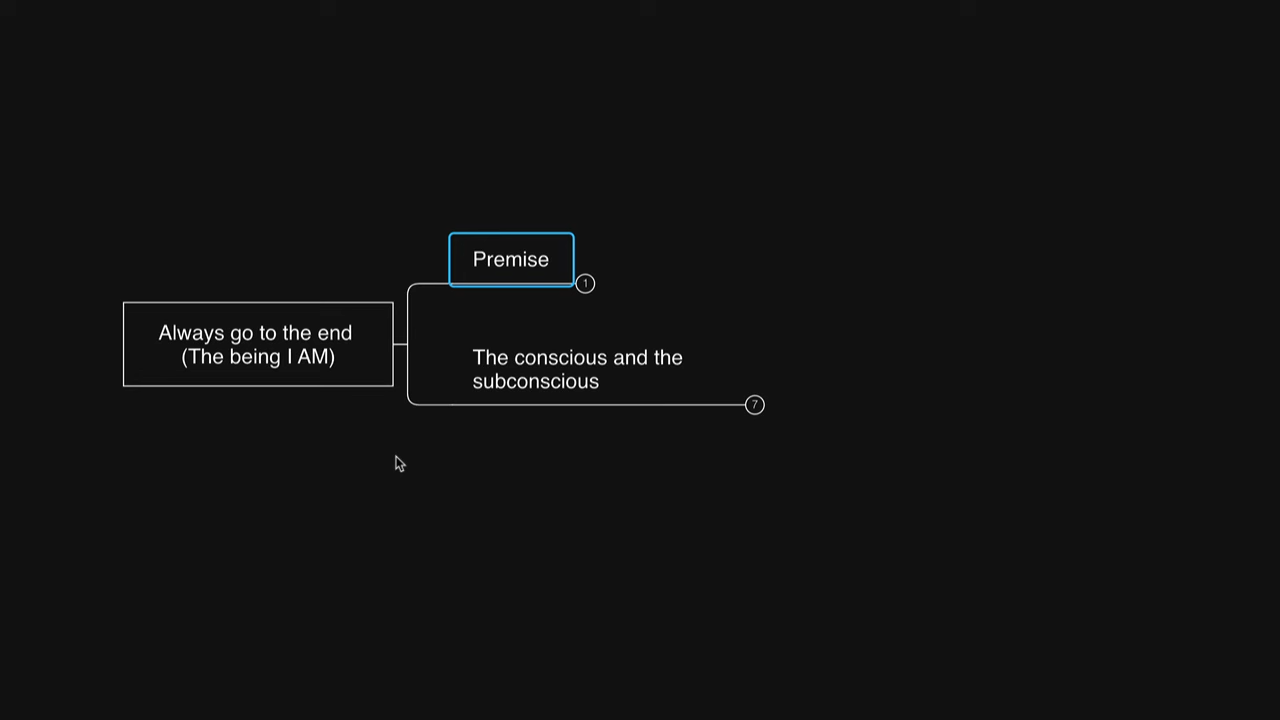 Premise
1
Always go to the end
(The being I AM)
The conscious and the
subconscious
7